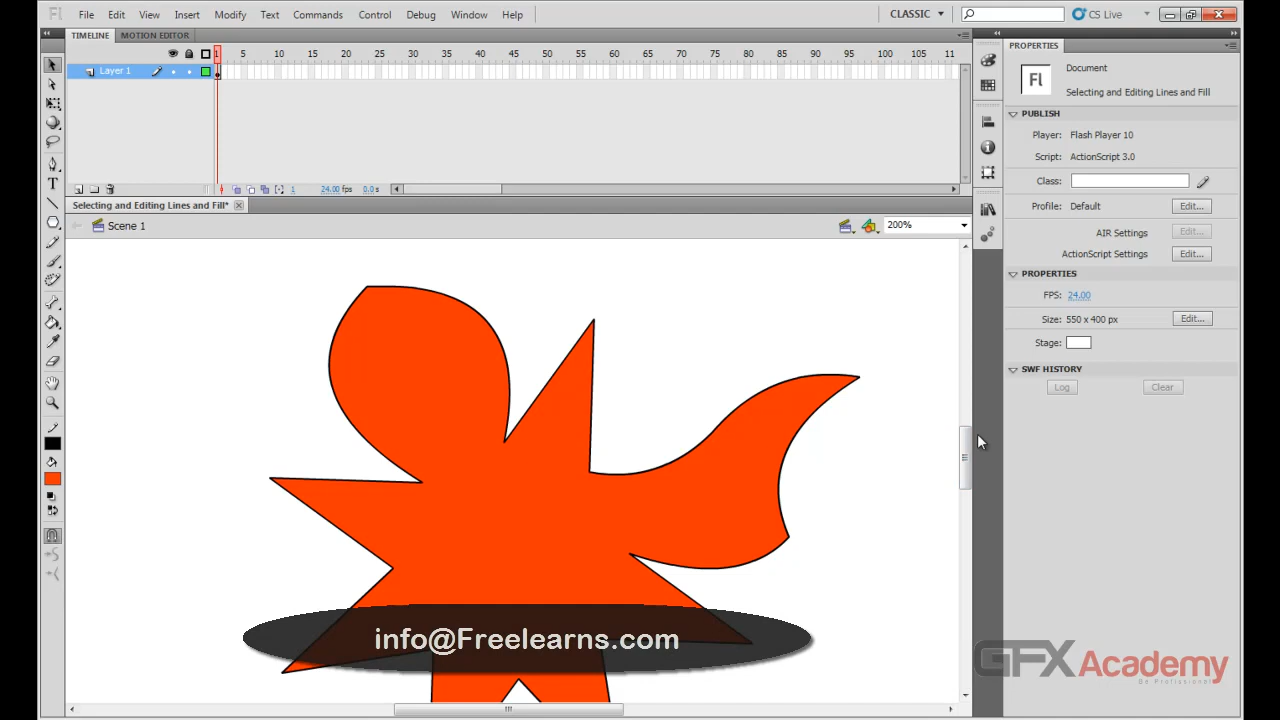 Fl File Edit View Insert Modify Text Commands Control Debug Window Help CLASSIC CS Live
TIMELINE MOTION EDITOR
1 5 10 15 20 25 30 35 40 45 50 55 60 65 70 75 80 85 90 95 100 105 11
Layer 1
1 24.00 fps 0.0 s
Selecting and Editing Lines and Fill*
Scene 1 200%
PROPERTIES
Fl Document
Selecting and Editing Lines and Fill
PUBLISH
Player: Flash Player 10
Script: ActionScript 3.0
Class:
Profile: Default Edit...
AIR Settings Edit...
ActionScript Settings Edit...
PROPERTIES
FPS: 24.00
Size: 550 x 400 px Edit...
Stage:
SWF HISTORY
Log Clear
T
info@Freelearns.com
GFX Academy
Be Professional